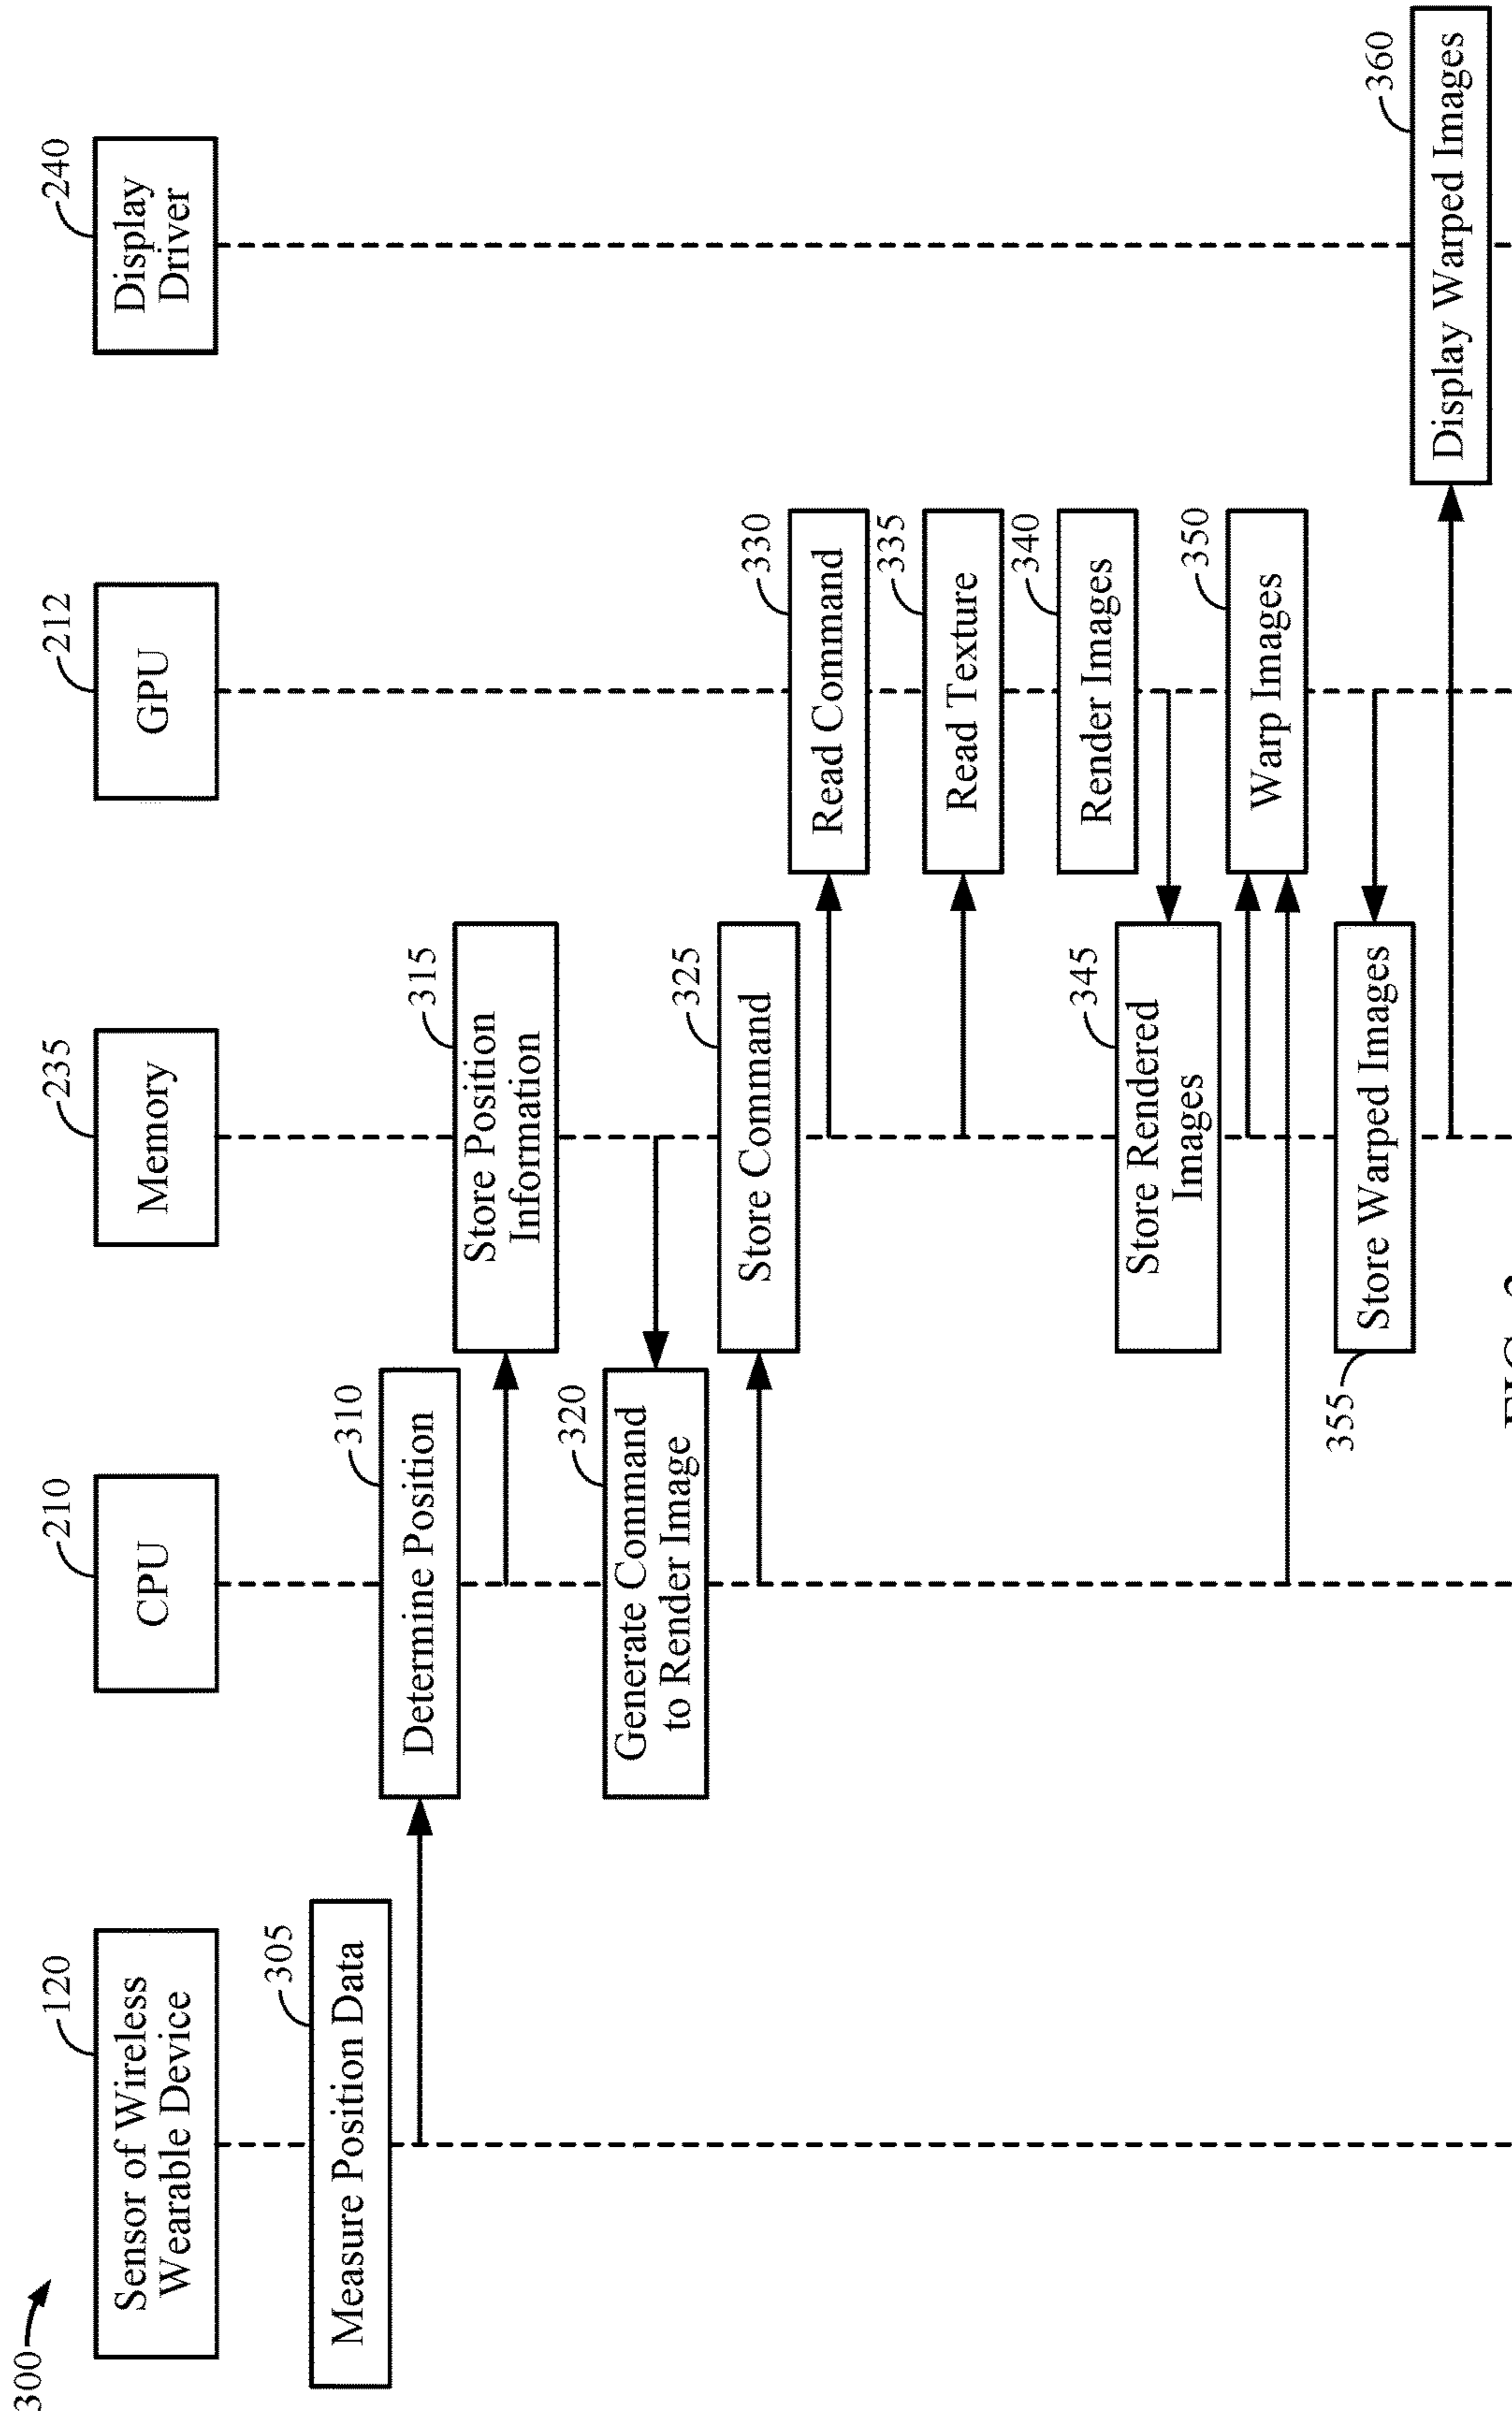 300
120
Sensor of Wireless
Wearable Device
210
CPU
235
Memory
212
GPU
240
Display
Driver
305
Measure Position Data
310
Determine Position
315
Store Position
Information
320
Generate Command
to Render Image
325
Store Command
330
Read Command
335
Read Texture
340
Render Images
345
Store Rendered
Images
350
Warp Images
355
Store Warped Images
360
Display Warped Images